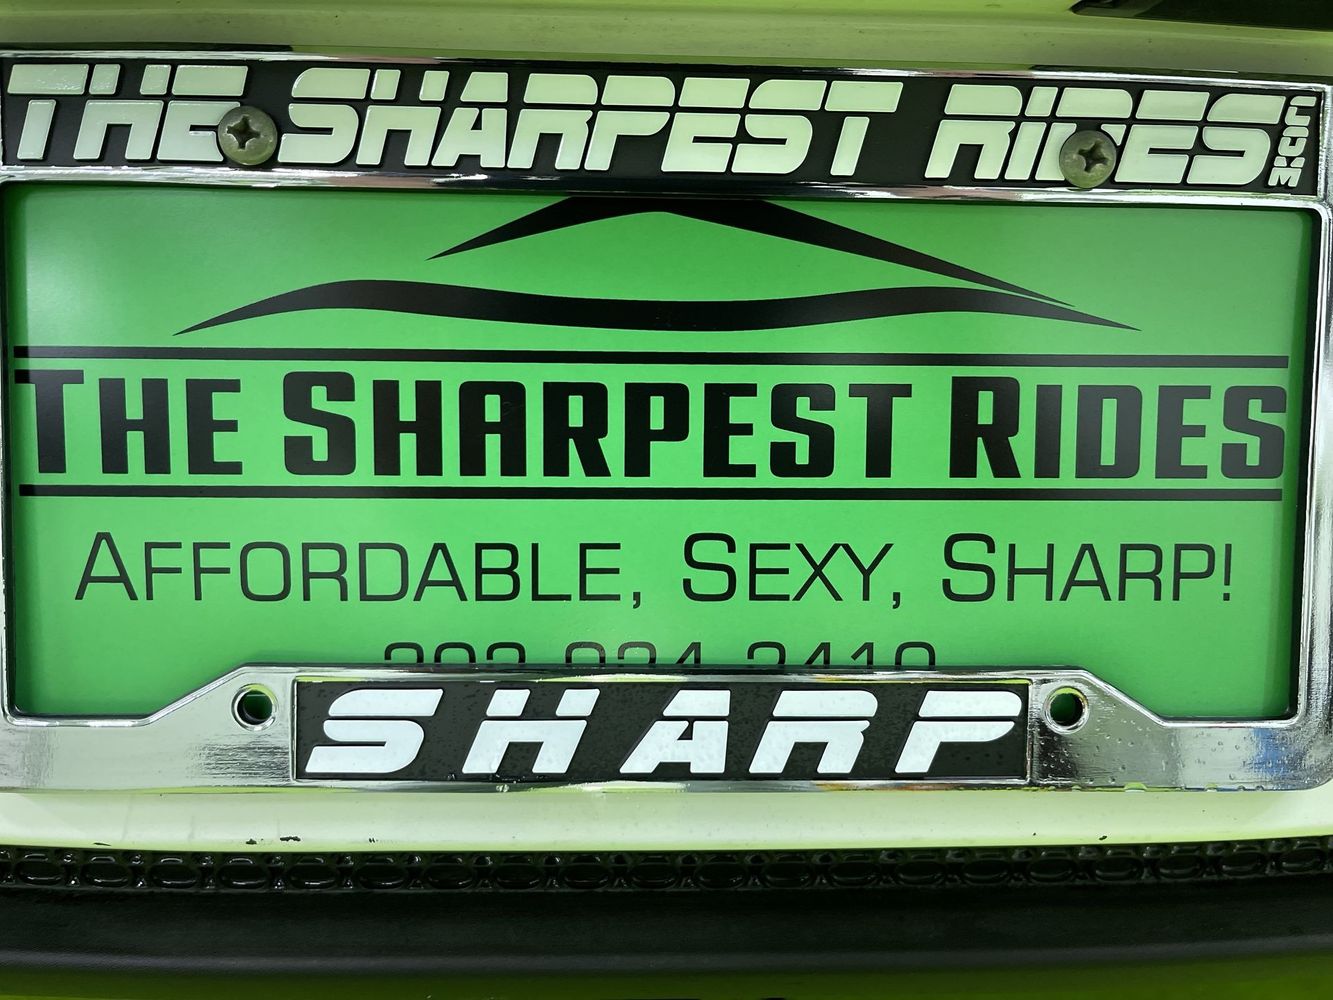 THE SHARPEST RIDES.COM
THE SHARPEST RIDES
AFFORDABLE, SEXY, SHARP!
SHARP